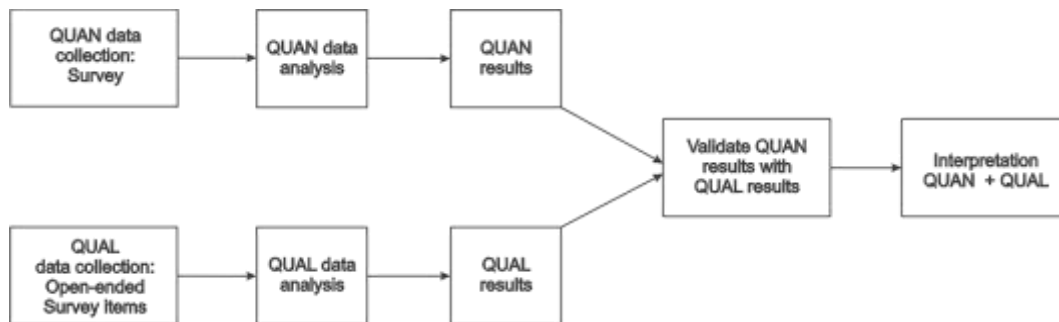 QUAN data
collection:
Survey
QUAN data
analysis
QUAN
results
Validate QUAN
results with
QUAL results
Interpretation
QUAN + QUAL
QUAL
data collection:
Open-ended
Survey items
QUAL data
analysis
QUAL
results